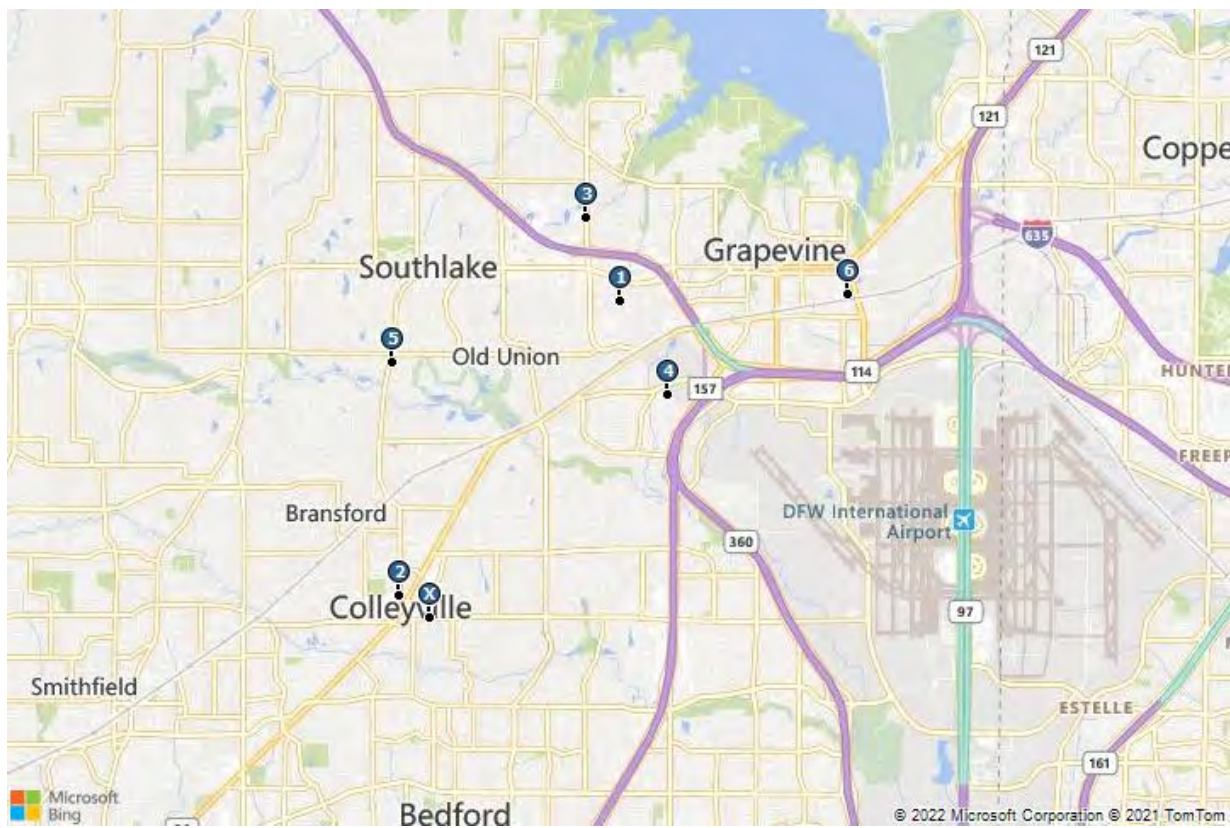 121
121
Coppe
3
635
Grapevine
Southlake
1
6
5
Old Union
4
157
114
HUNTER
FREEP
Bransford
DFW International
Airport
360
2
X
Colleyville
97
Smithfield
ESTELLE
161
Microsoft
Bing
Bedford
© 2022 Microsoft Corporation © 2021 TomTom